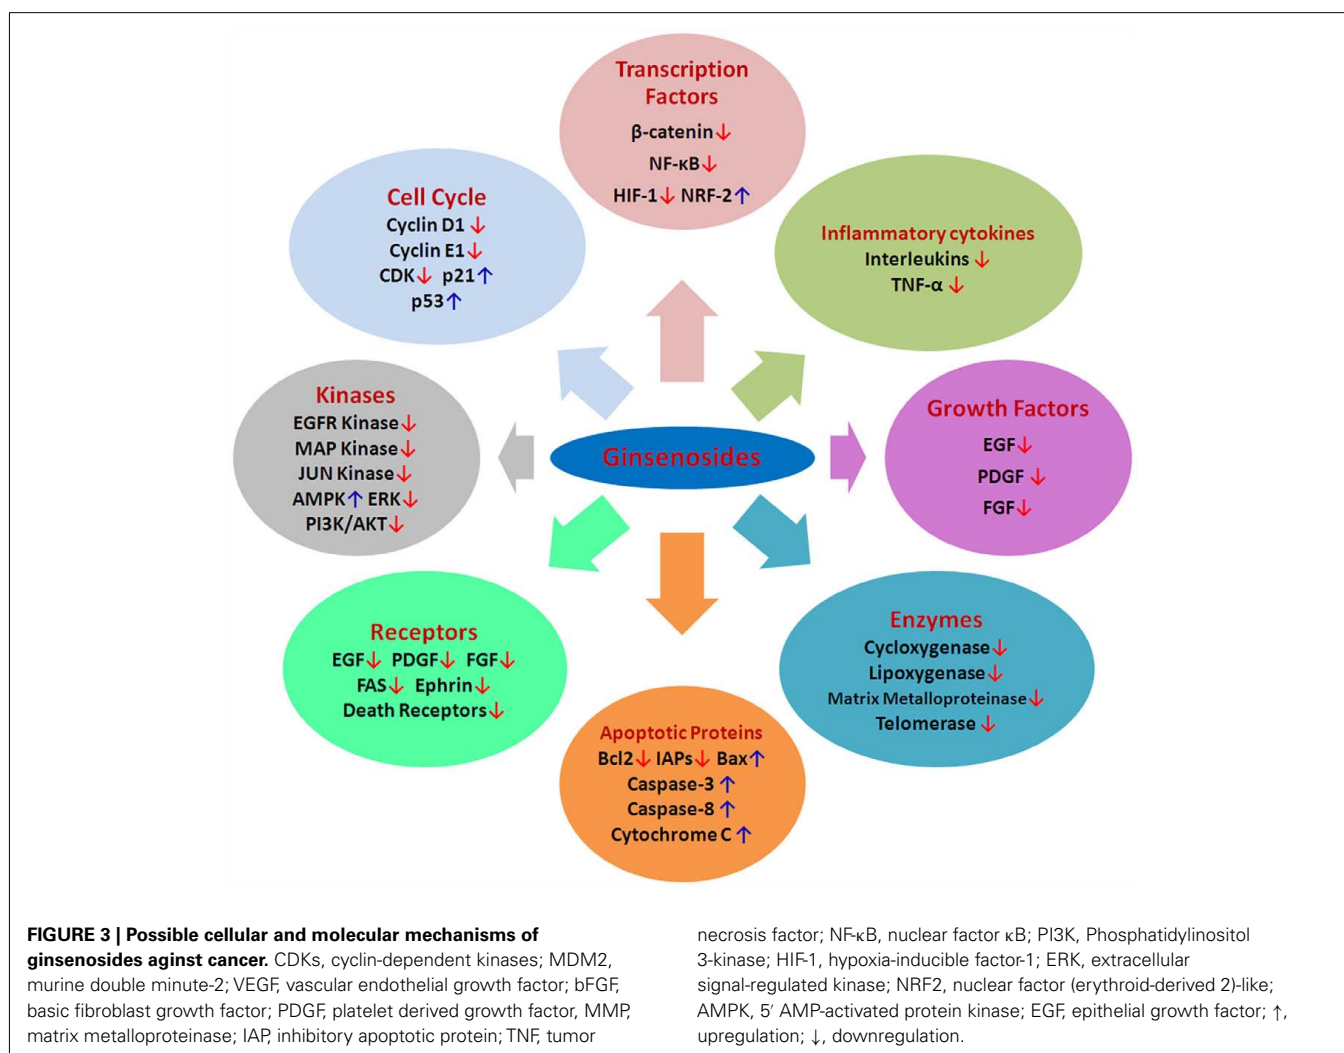 Transcription
Factors
β-catenin↓
NF-κB↓
HIF-1↓ NRF-2↑
Cell Cycle
Cyclin D1 ↓
Cyclin E1↓
CDK↓ p21↑
p53↑
Inflammatory cytokines
Interleukins ↓
TNF-α ↓
Kinases
EGFR Kinase↓
MAP Kinase↓
JUN Kinase↓
AMPK↑ ERK↓
PI3K/AKT↓
Ginsenosides
Growth Factors
EGF↓
PDGF ↓
FGF↓
Receptors
EGF↓ PDGF↓ FGF↓
FAS↓ Ephrin↓
Death Receptors↓
Enzymes
Cycloxygenase↓
Lipoxygenase↓
Matrix Metalloproteinase↓
Telomerase ↓
Apoptotic Proteins
Bcl2↓ IAPs↓ Bax↑
Caspase-3 ↑
Caspase-8 ↑
Cytochrome C ↑
FIGURE 3 | Possible cellular and molecular mechanisms of
ginsenosides aginst cancer. CDKs, cyclin-dependent kinases; MDM2,
murine double minute-2; VEGF, vascular endothelial growth factor; bFGF,
basic fibroblast growth factor; PDGF, platelet derived growth factor, MMP,
matrix metalloproteinase; IAP, inhibitory apoptotic protein; TNF, tumor
necrosis factor; NF-κB, nuclear factor κB; PI3K, Phosphatidylinositol
3-kinase; HIF-1, hypoxia-inducible factor-1; ERK, extracellular
signal-regulated kinase; NRF2, nuclear factor (erythroid-derived 2)-like;
AMPK, 5′ AMP-activated protein kinase; EGF, epithelial growth factor; ↑,
upregulation; ↓, downregulation.